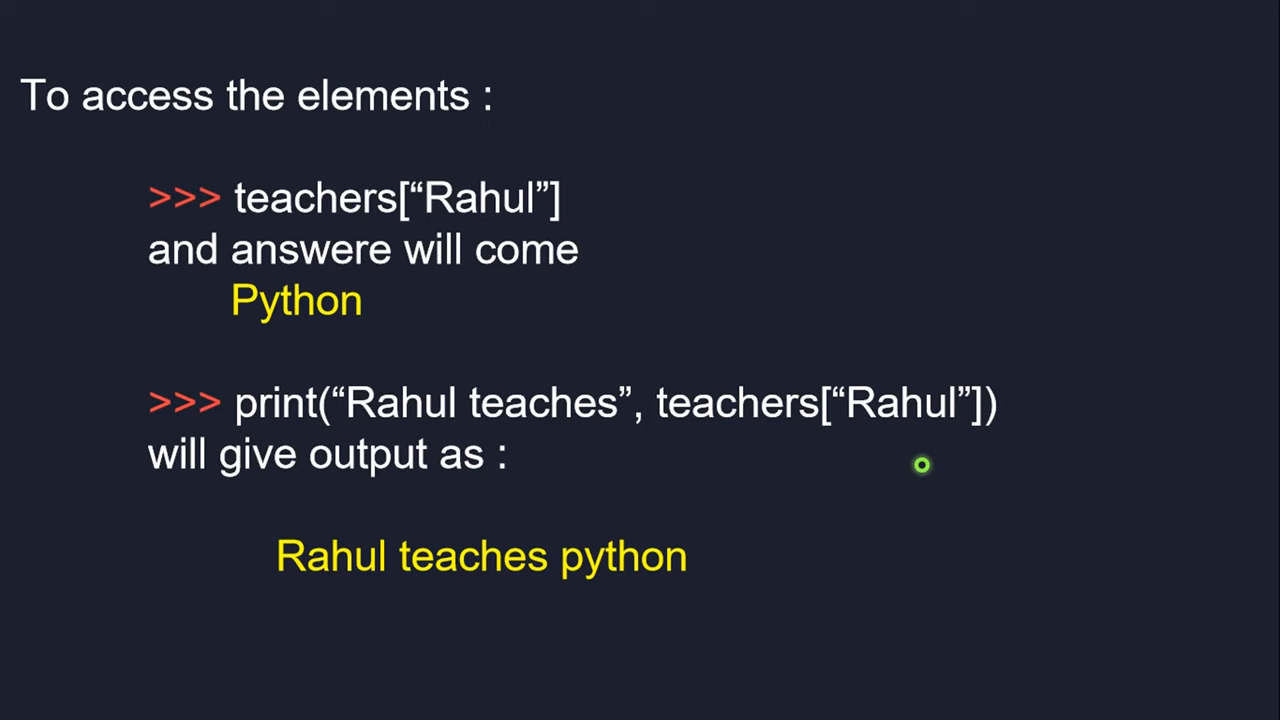 To access the elements :
>>> teachers[“Rahul”]
and answere will come
Python
>>> print(“Rahul teaches”, teachers[“Rahul”])
will give output as :
Rahul teaches python